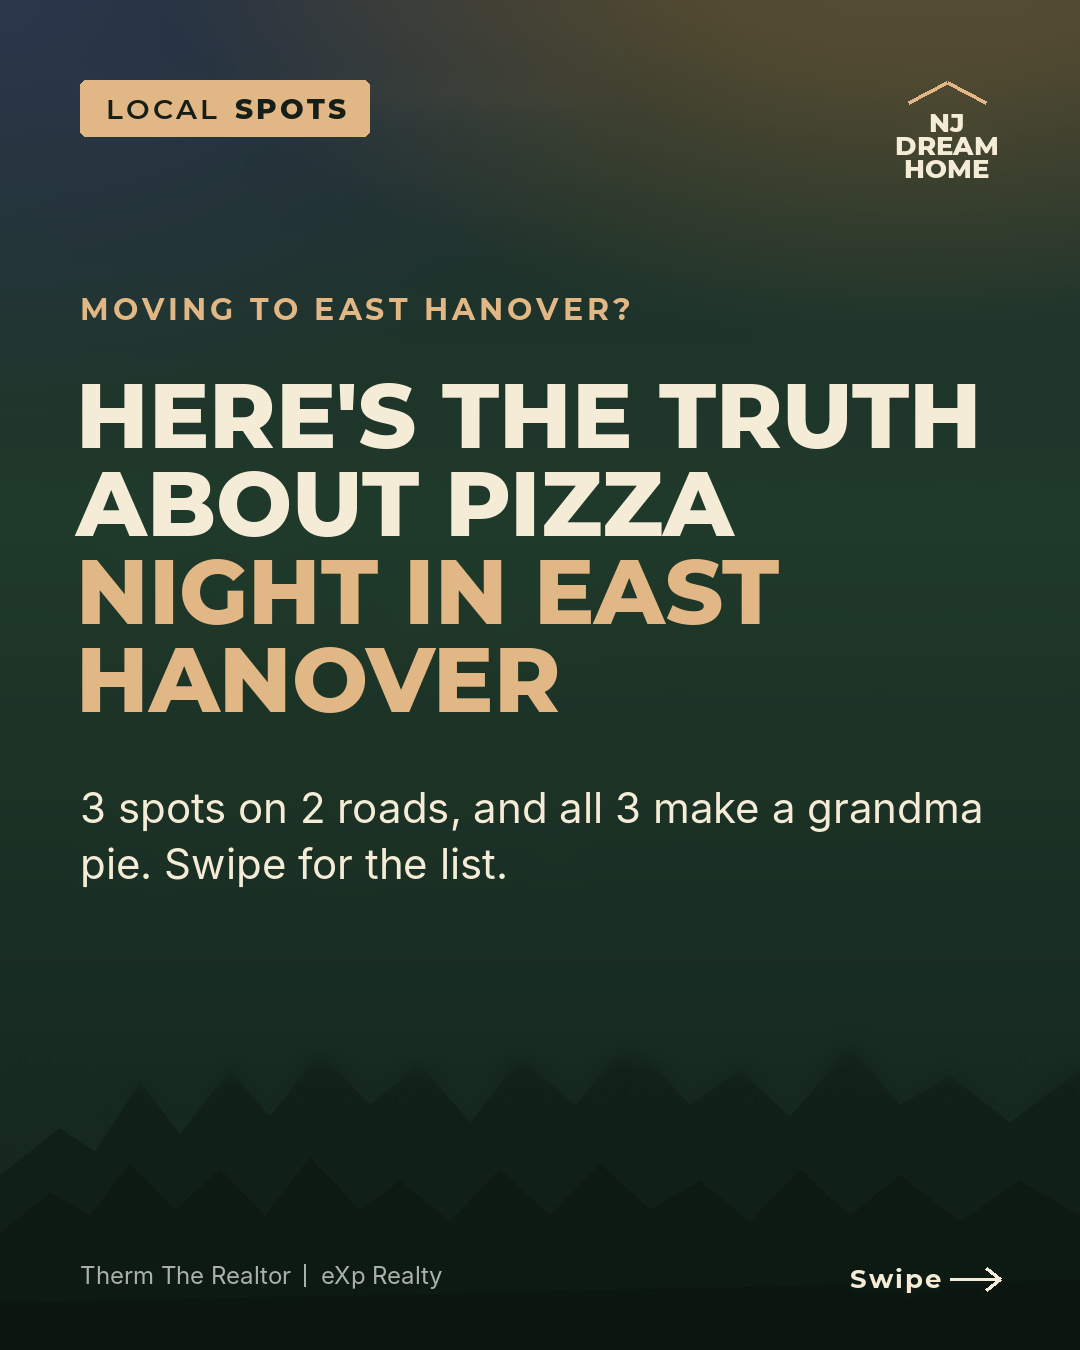 LOCAL SPOTS
NJ
DREAM
HOME
MOVING TO EAST HANOVER?
HERE'S THE TRUTH
ABOUT PIZZA
NIGHT IN EAST
HANOVER
3 spots on 2 roads, and all 3 make a grandma
pie. Swipe for the list.
Therm The Realtor | eXp Realty
Swipe